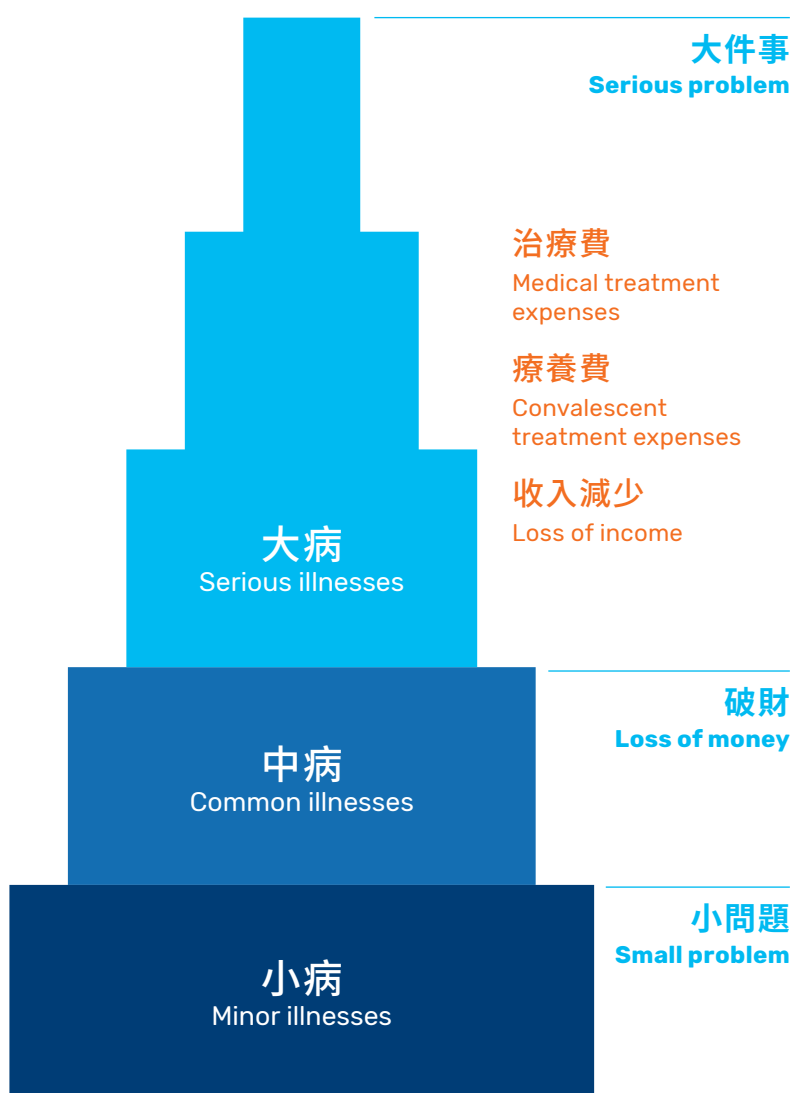 大件事
Serious problem
治療費
Medical treatment
expenses
療養費
Convalescent
treatment expenses
收入減少
Loss of income
大病
Serious illnesses
破財
Loss of money
中病
Common illnesses
小問題
Small problem
小病
Minor illnesses